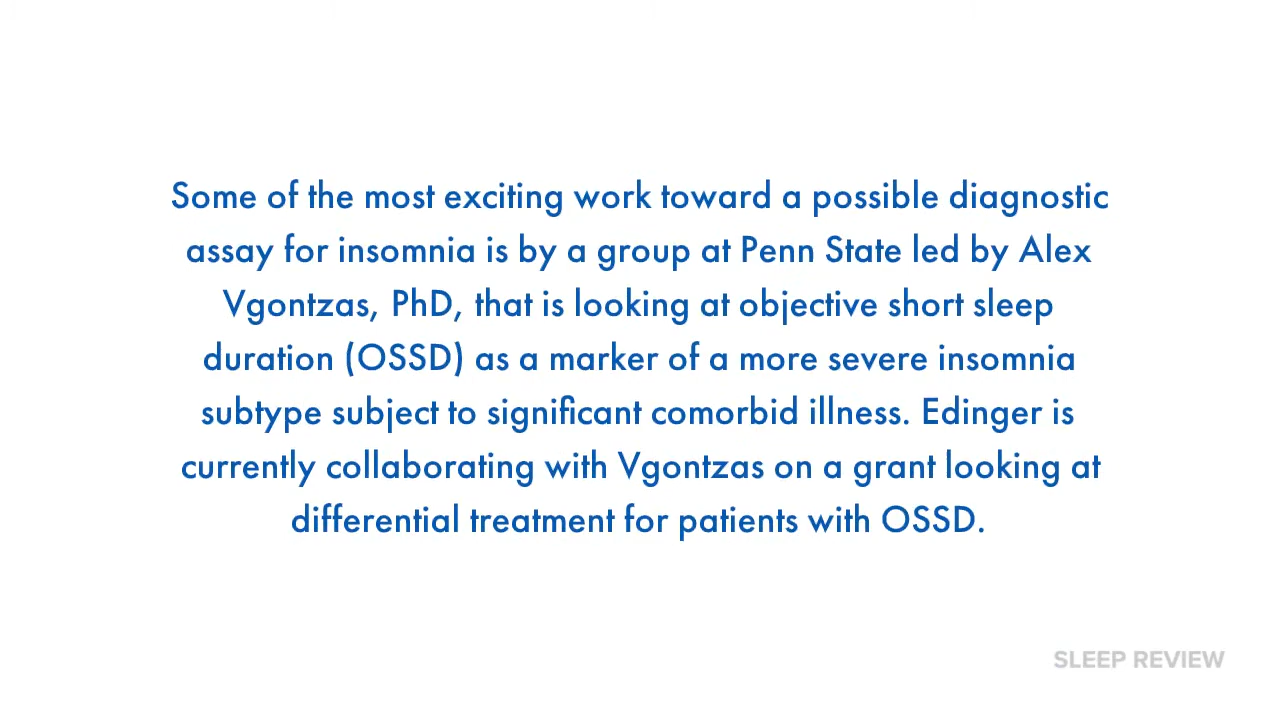 Some of the most exciting work toward a possible diagnostic
assay for insomnia is by a group at Penn State led by Alex
Vgontzas, PhD, that is looking at objective short sleep
duration (OSSD) as a marker of a more severe insomnia
subtype subject to significant comorbid illness. Edinger is
currently collaborating with Vgontzas on a grant looking at
differential treatment for patients with OSSD.
SLEEP REVIEW